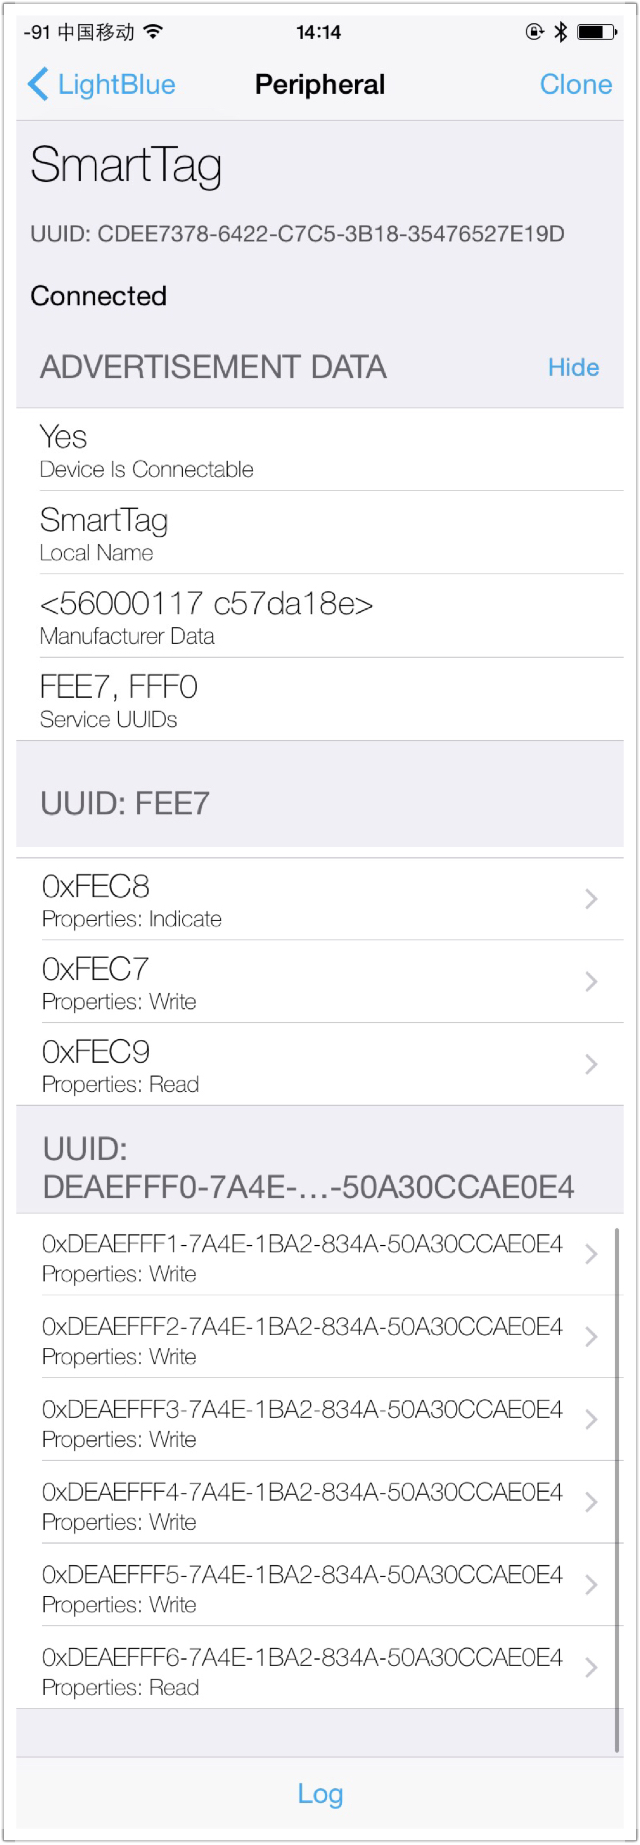 -91 中国移动 14:14
LightBlue Peripheral Clone
SmartTag
UUID: CDEE7378-6422-C7C5-3B18-35476527E19D
Connected
ADVERTISEMENT DATA Hide
Yes
Device Is Connectable
SmartTag
Local Name
<56000117 c57da18e>
Manufacturer Data
FEE7, FFF0
Service UUIDs
UUID: FEE7
0xFEC8
Properties: Indicate
0xFEC7
Properties: Write
0xFEC9
Properties: Read
UUID:
DEAEFFF0-7A4E-...-50A30CCAE0E4
0xDEAEFFF1-7A4E-1BA2-834A-50A30CCAE0E4
Properties: Write
0xDEAEFFF2-7A4E-1BA2-834A-50A30CCAE0E4
Properties: Write
0xDEAEFFF3-7A4E-1BA2-834A-50A30CCAE0E4
Properties: Write
0xDEAEFFF4-7A4E-1BA2-834A-50A30CCAE0E4
Properties: Write
0xDEAEFFF5-7A4E-1BA2-834A-50A30CCAE0E4
Properties: Write
0xDEAEFFF6-7A4E-1BA2-834A-50A30CCAE0E4
Properties: Read
Log